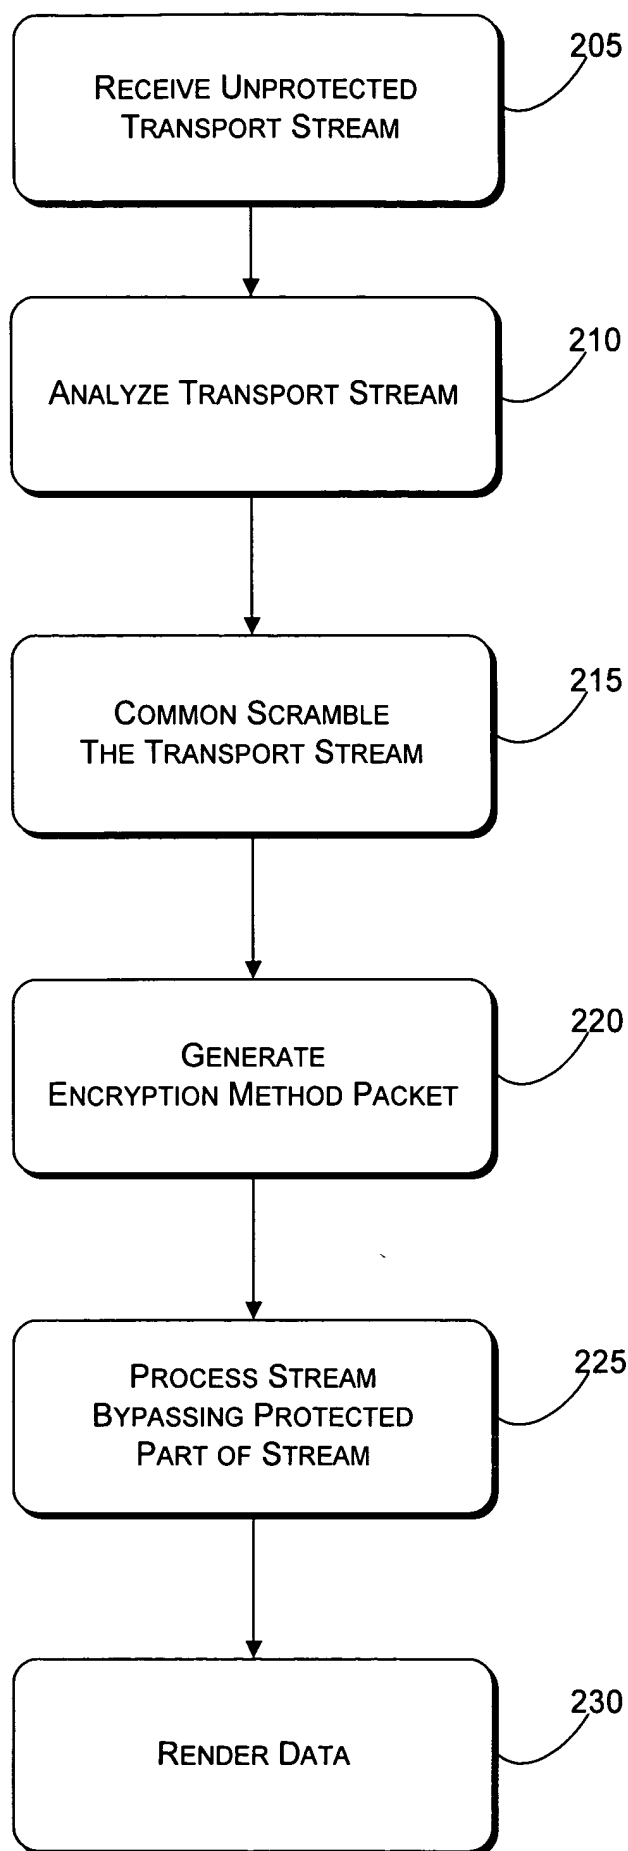 205
RECEIVE UNPROTECTED
TRANSPORT STREAM
210
ANALYZE TRANSPORT STREAM
215
COMMON SCRAMBLE
THE TRANSPORT STREAM
220
GENERATE
ENCRYPTION METHOD PACKET
225
PROCESS STREAM
BYPASSING PROTECTED
PART OF STREAM
230
RENDER DATA